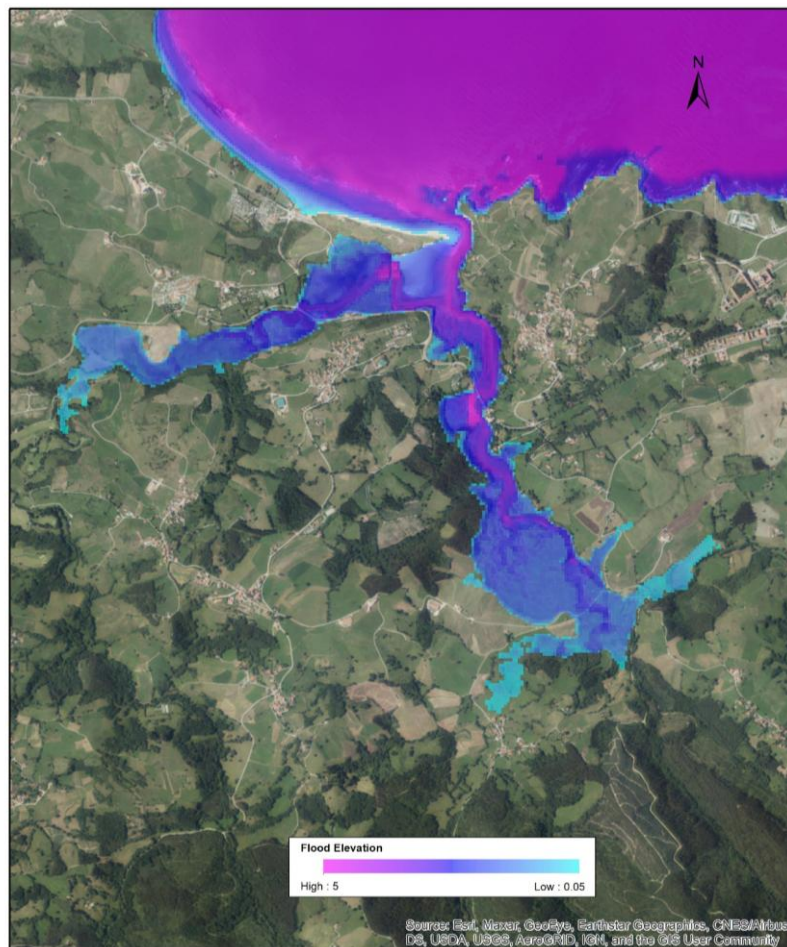 N
Flood Elevation
High : 5
Low : 0.05
Source: Esri, Maxar, GeoEye, Earthstar Geographics, CNES/Airbus
DS, USDA, USGS, AeroGRID, IGN, and the GIS User Community